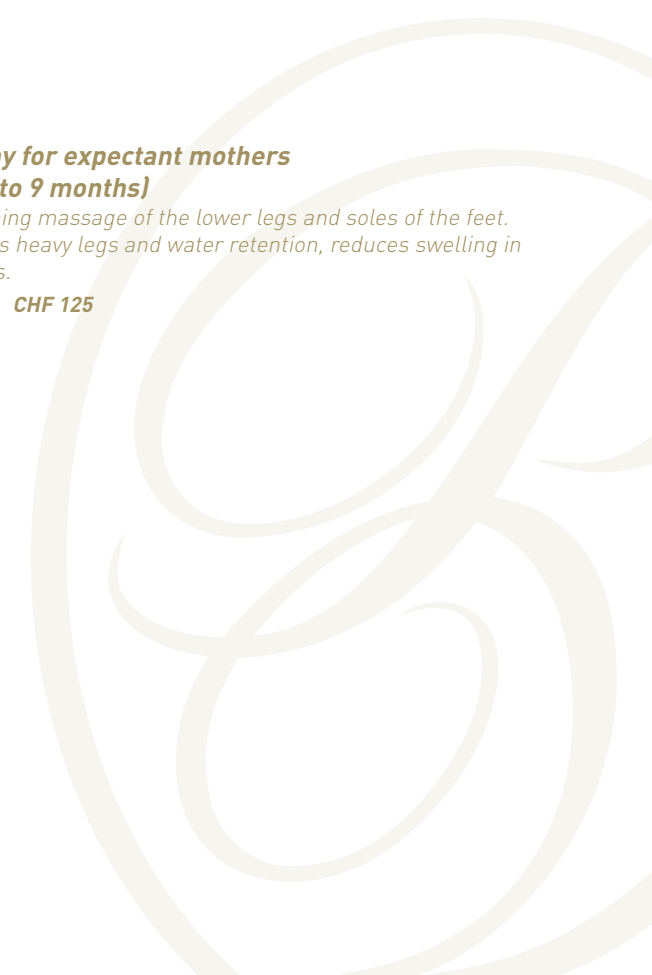 y for expectant mothers
to 9 months)
ing massage of the lower legs and soles of the feet.
s heavy legs and water retention, reduces swelling in
s.
CHF 125